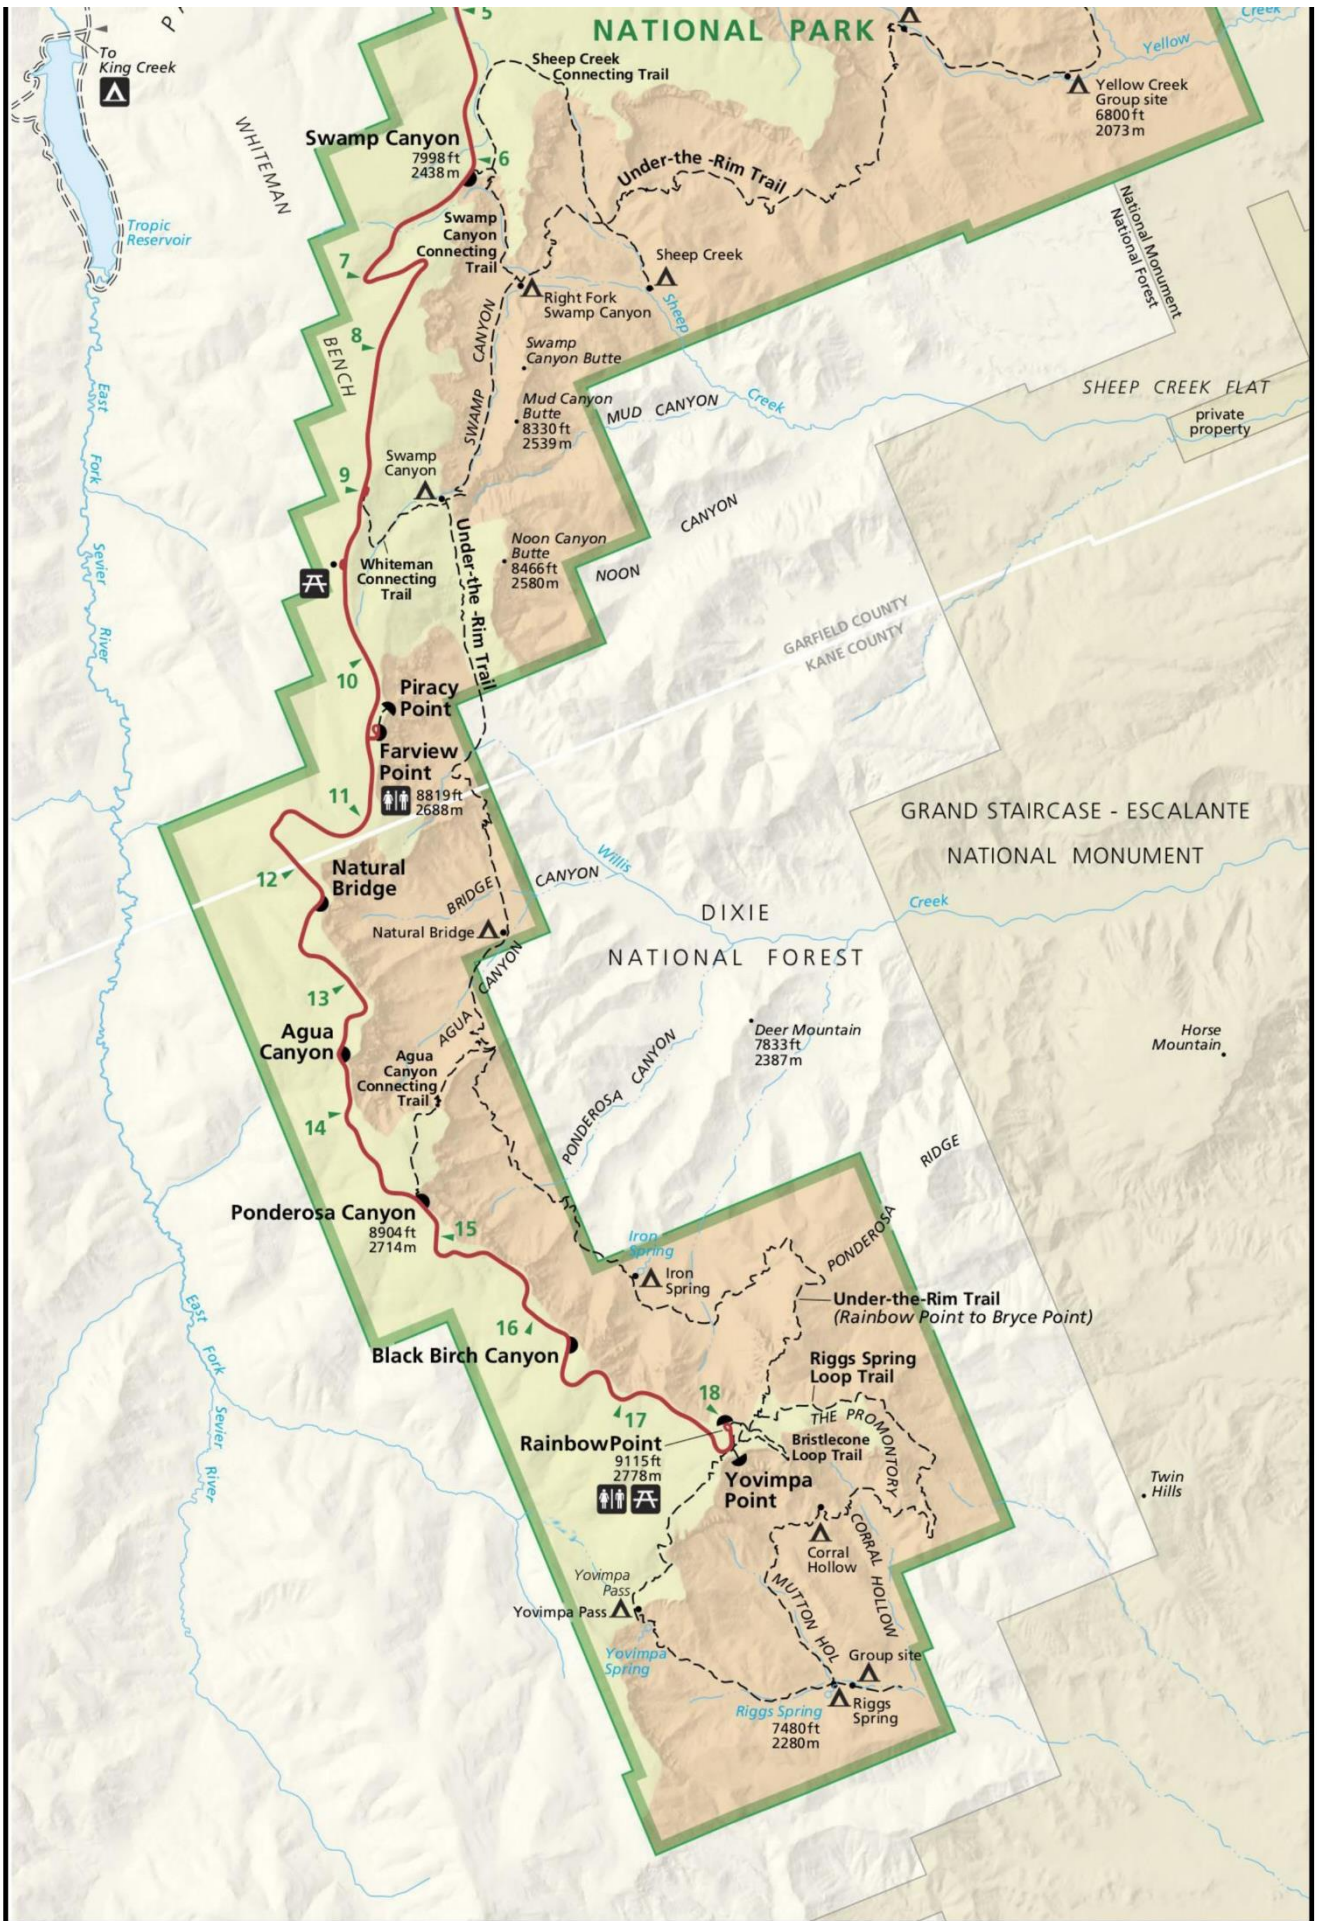 5
NATIONAL PARK
Creek
Yellow
To
King Creek
Sheep Creek
Connecting Trail
Yellow Creek
Group site
6800 ft
2073 m
WHITEMAN
Swamp Canyon
7998 ft
2438 m
6
Under-the-Rim Trail
National Monument
National Forest
Tropic
Reservoir
Swamp
Canyon
Connecting
Trail
7
Sheep Creek
Right Fork
Swamp Canyon
Sheep
CANYON
8
BENCH
Swamp
Canyon Butte
SHEEP CREEK FLAT
East
Mud Canyon
Butte
8330 ft
2539 m
MUD CANYON
Creek
private
property
SWAMP
Fork
Swamp
Canyon
9
CANYON
Sevier
Under-the-Rim Trail
Noon Canyon
Butte
8466 ft
2580 m
NOON
Whiteman
Connecting
Trail
GARFIELD COUNTY
KANE COUNTY
River
10
Piracy
Point
Farview
Point
8819 ft
2688 m
11
GRAND STAIRCASE - ESCALANTE
NATIONAL MONUMENT
12
Natural
Bridge
Willis
BRIDGE
CANYON
Creek
DIXIE
NATIONAL FOREST
Natural Bridge
CANYON
13
AGUA
Agua
Canyon
Deer Mountain
7833 ft
2387 m
Horse
Mountain
Agua
Canyon
Connecting
Trail
PONDEROSA CANYON
14
RIDGE
Ponderosa Canyon
8904 ft
2714 m
15
PONDEROSA
Iron
Spring
Iron
Spring
East
Fork
Sevier
River
Under-the-Rim Trail
(Rainbow Point to Bryce Point)
16
Black Birch Canyon
Riggs Spring
Loop Trail
17
18
THE PROMONTORY
Rainbow Point
9115 ft
2778 m
Bristlecone
Loop Trail
Yovimpa
Point
Twin
Hills
Corral
Hollow
CORRAL HOLLOW
Yovimpa
Pass
Yovimpa Pass
MUTTON HOL
Yovimpa
Spring
Group site
Riggs Spring
7480 ft
2280 m
Riggs
Spring